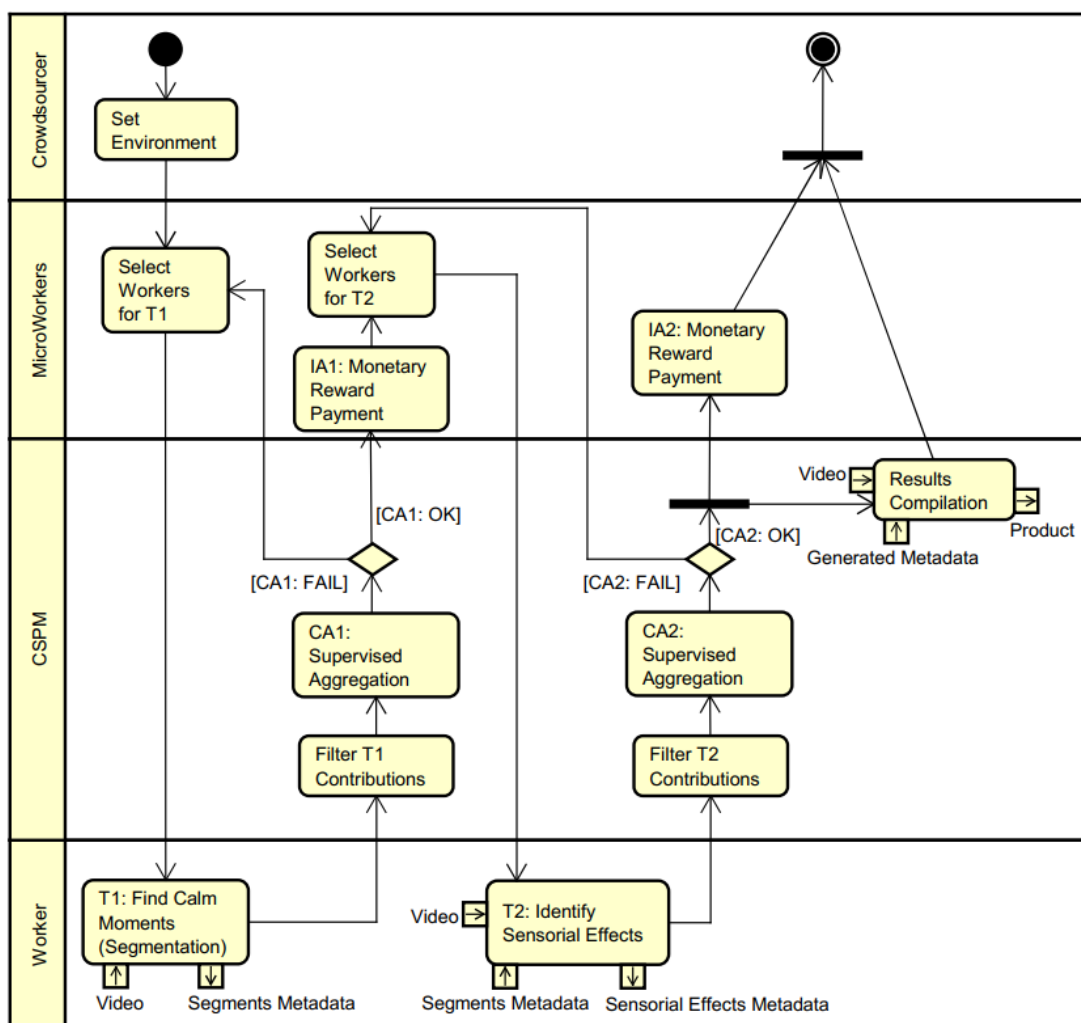 Crowdsourcer
Set
Environment
MicroWorkers
Select
Workers
for T1
Select
Workers
for T2
IA1: Monetary
Reward
Payment
IA2: Monetary
Reward
Payment
CSPM
[CA1: OK]
[CA1: FAIL]
CA1:
Supervised
Aggregation
Filter T1
Contributions
[CA2: OK]
[CA2: FAIL]
CA2:
Supervised
Aggregation
Filter T2
Contributions
Video
Results
Compilation
Product
Generated Metadata
Worker
T1: Find Calm
Moments
(Segmentation)
Video
Segments Metadata
Video
T2: Identify
Sensorial Effects
Segments Metadata
Sensorial Effects Metadata